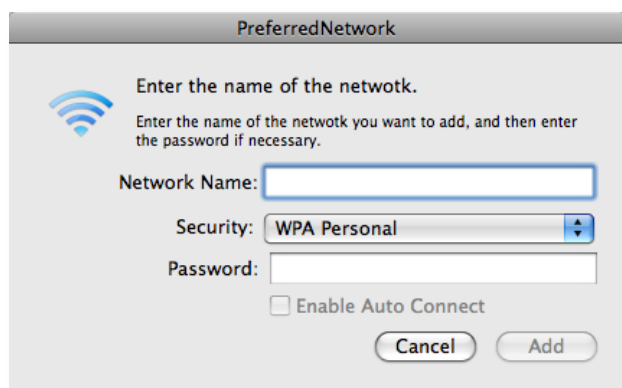 PreferredNetwork
Enter the name of the netwotk.
Enter the name of the netwotk you want to add, and then enter
the password if necessary.
Network Name:
Security: WPA Personal
Password:
Enable Auto Connect
Cancel Add